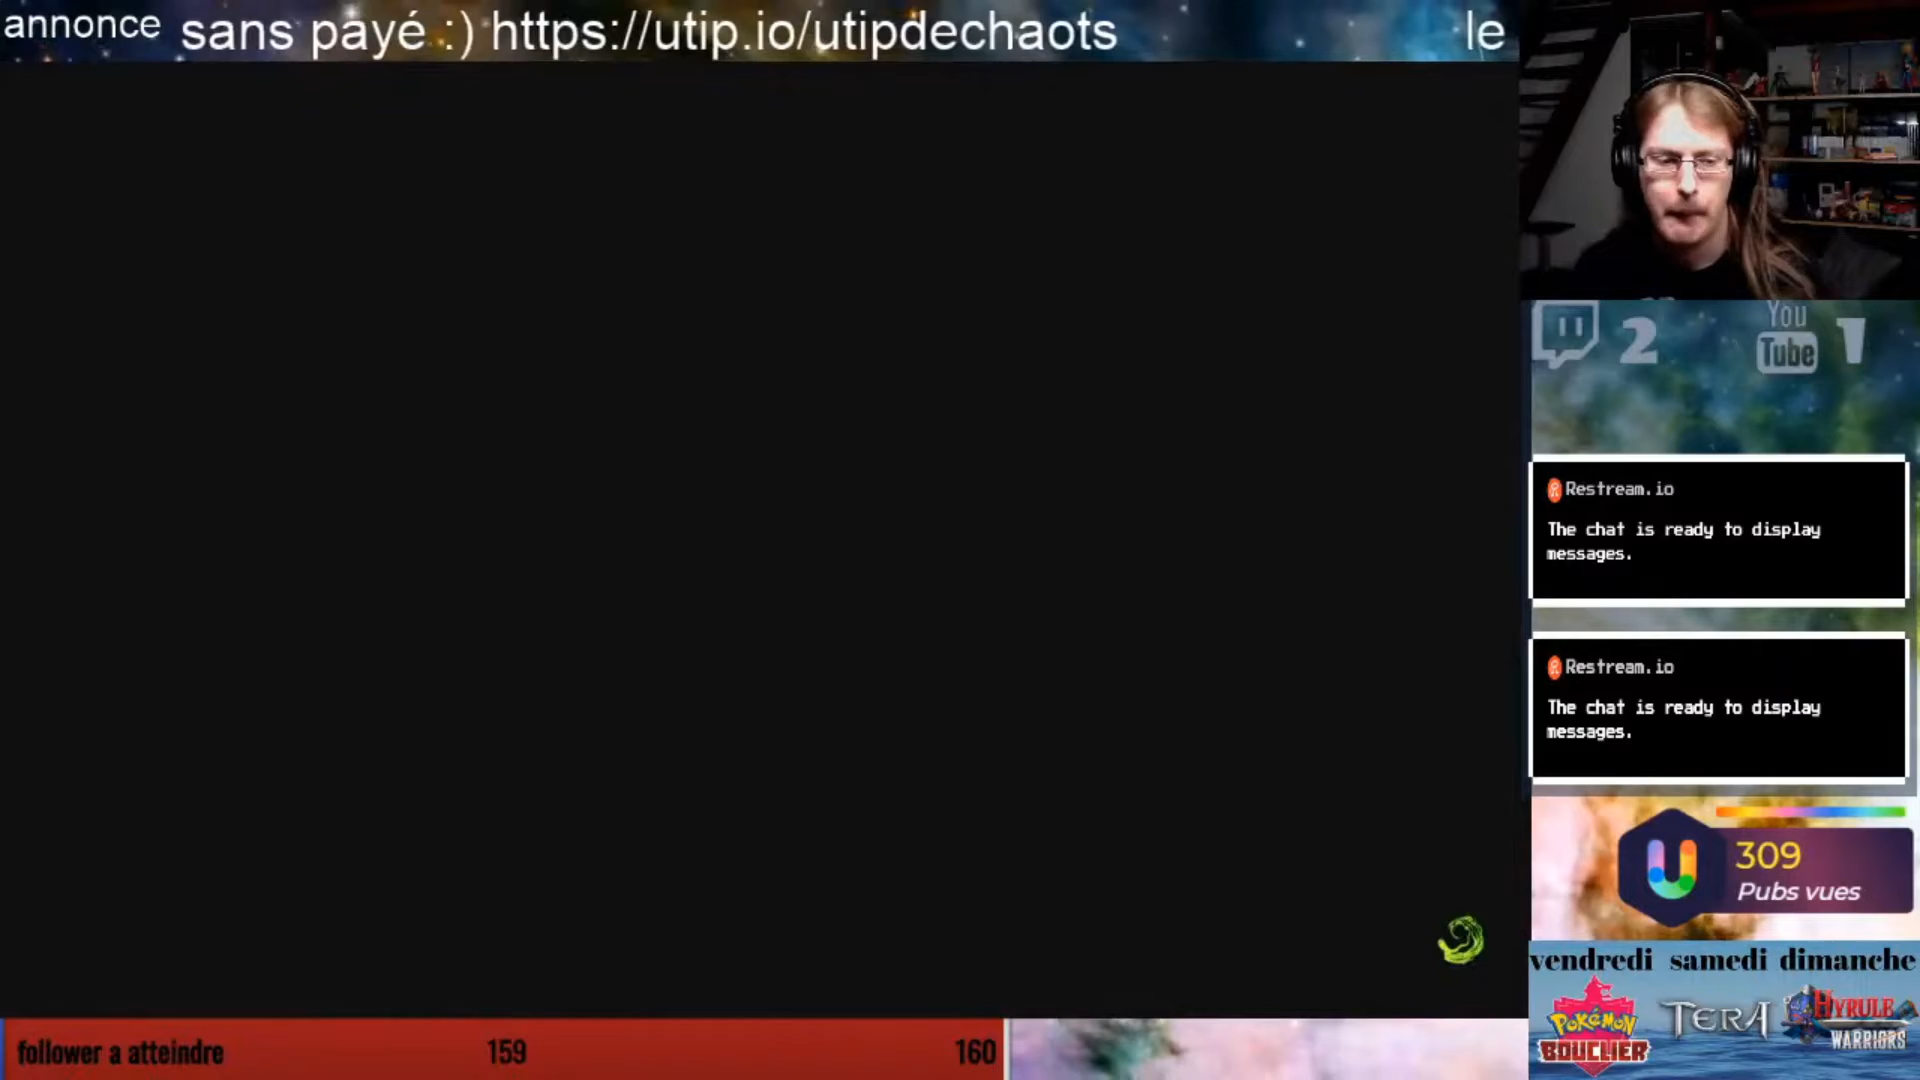 annonce sans payé :) https://utip.io/utipdechaots le
2 You Tube 1
Restream.io
The chat is ready to display
messages.
Restream.io
The chat is ready to display
messages.
309
Pubs vues
vendredi samedi dimanche
POKÉMON
BOUCLIER
TERA
HYRULE
WARRIORS
follower a atteindre 159 160